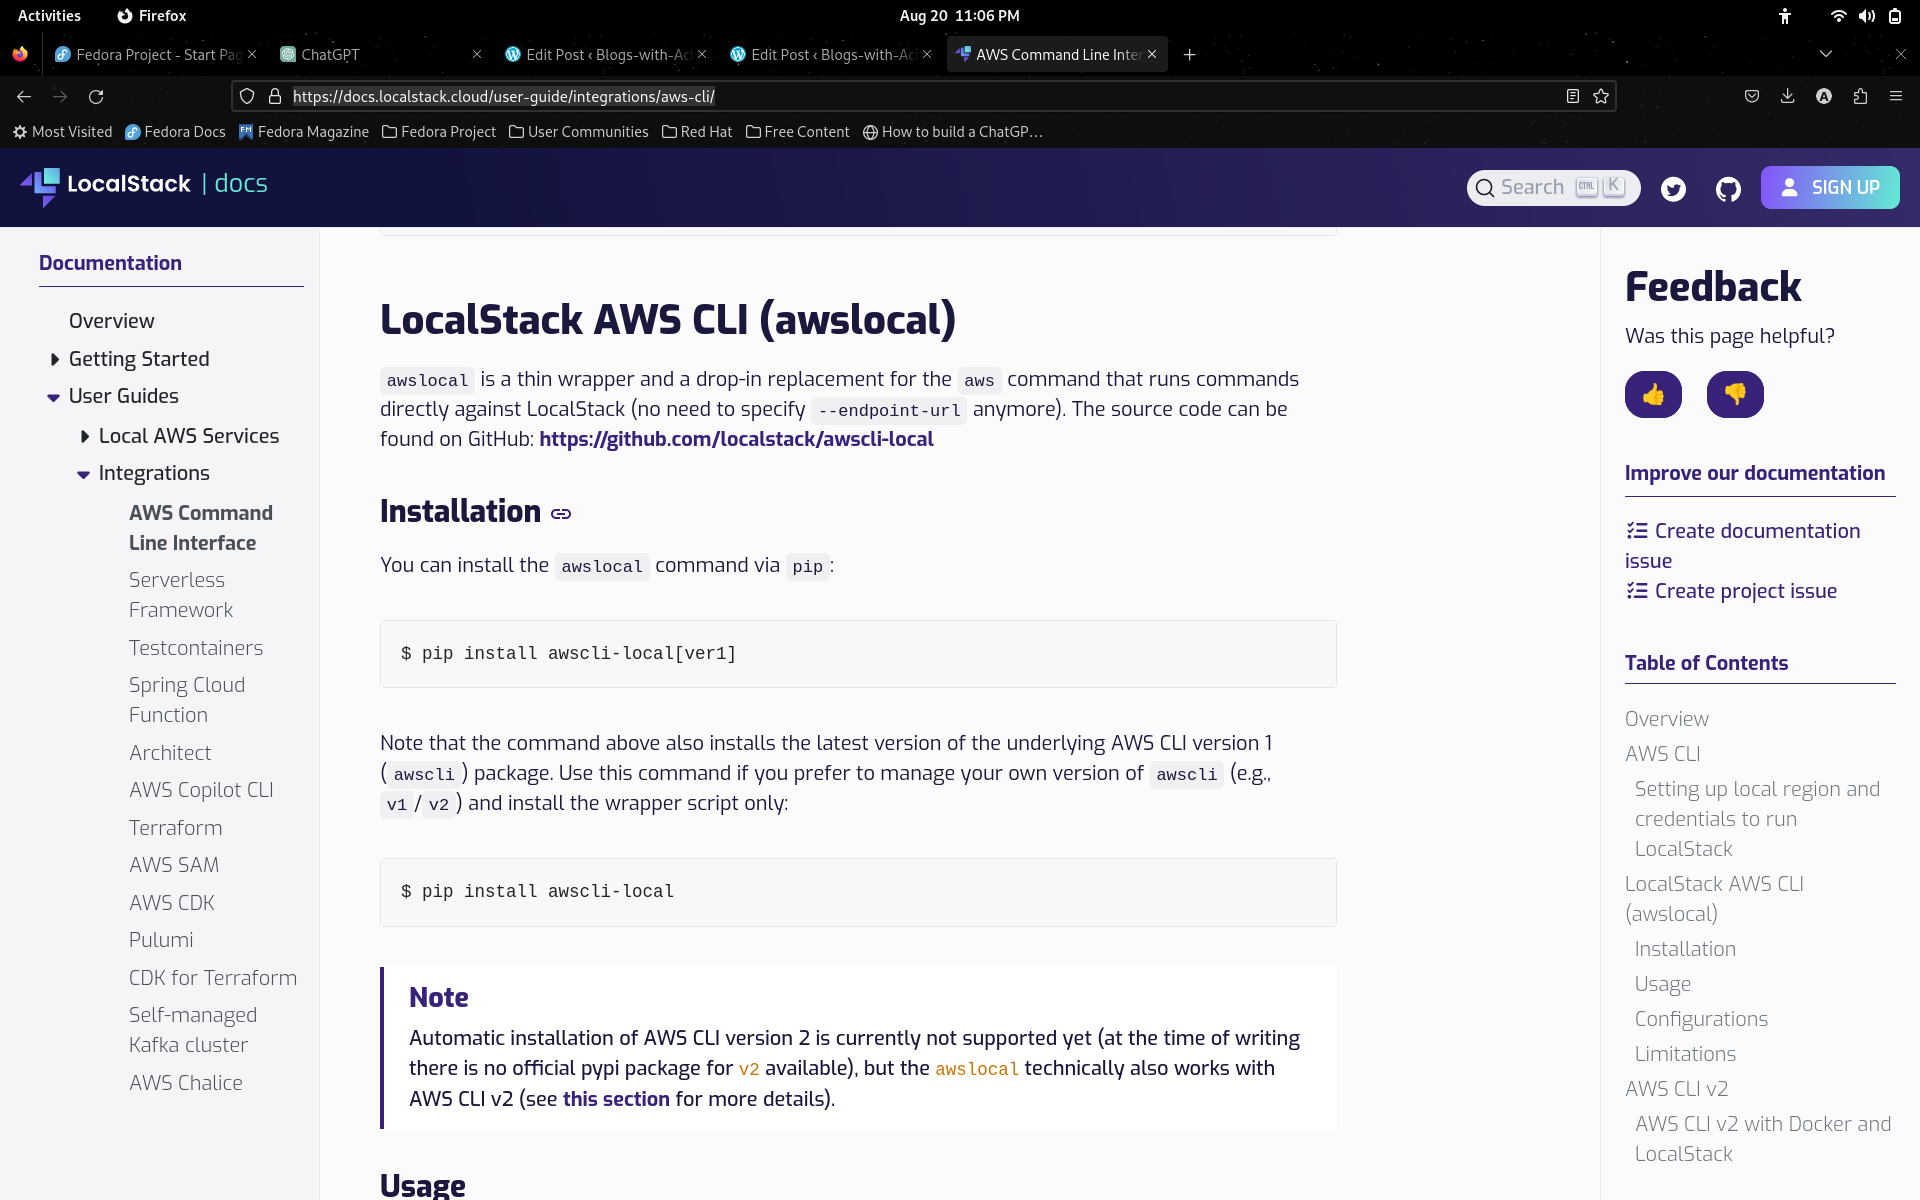 Activities
Firefox
Aug 20 11:06 PM
Fedora Project - Start Pag
ChatGPT
Edit Post ‹ Blogs-with-Ac
Edit Post ‹ Blogs-with-Ac
AWS Command Line Inter
https://docs.localstack.cloud/user-guide/integrations/aws-cli/
Most Visited
Fedora Docs
Fedora Magazine
Fedora Project
User Communities
Red Hat
Free Content
How to build a ChatGP…
LocalStack | docs
Search CTRL K
SIGN UP
Documentation
Overview
Getting Started
User Guides
Local AWS Services
Integrations
AWS Command
Line Interface
Serverless
Framework
Testcontainers
Spring Cloud
Function
Architect
AWS Copilot CLI
Terraform
AWS SAM
AWS CDK
Pulumi
CDK for Terraform
Self-managed
Kafka cluster
AWS Chalice
LocalStack AWS CLI (awslocal)
awslocal is a thin wrapper and a drop-in replacement for the aws command that runs commands
directly against LocalStack (no need to specify --endpoint-url anymore). The source code can be
found on GitHub: https://github.com/localstack/awscli-local
Installation
You can install the awslocal command via pip:
$ pip install awscli-local[ver1]
Note that the command above also installs the latest version of the underlying AWS CLI version 1
(awscli) package. Use this command if you prefer to manage your own version of awscli (e.g.,
v1/v2) and install the wrapper script only:
$ pip install awscli-local
Note
Automatic installation of AWS CLI version 2 is currently not supported yet (at the time of writing
there is no official pypi package for v2 available), but the awslocal technically also works with
AWS CLI v2 (see this section for more details).
Usage
Feedback
Was this page helpful?
Improve our documentation
Create documentation
issue
Create project issue
Table of Contents
Overview
AWS CLI
Setting up local region and
credentials to run
LocalStack
LocalStack AWS CLI
(awslocal)
Installation
Usage
Configurations
Limitations
AWS CLI v2
AWS CLI v2 with Docker and
LocalStack